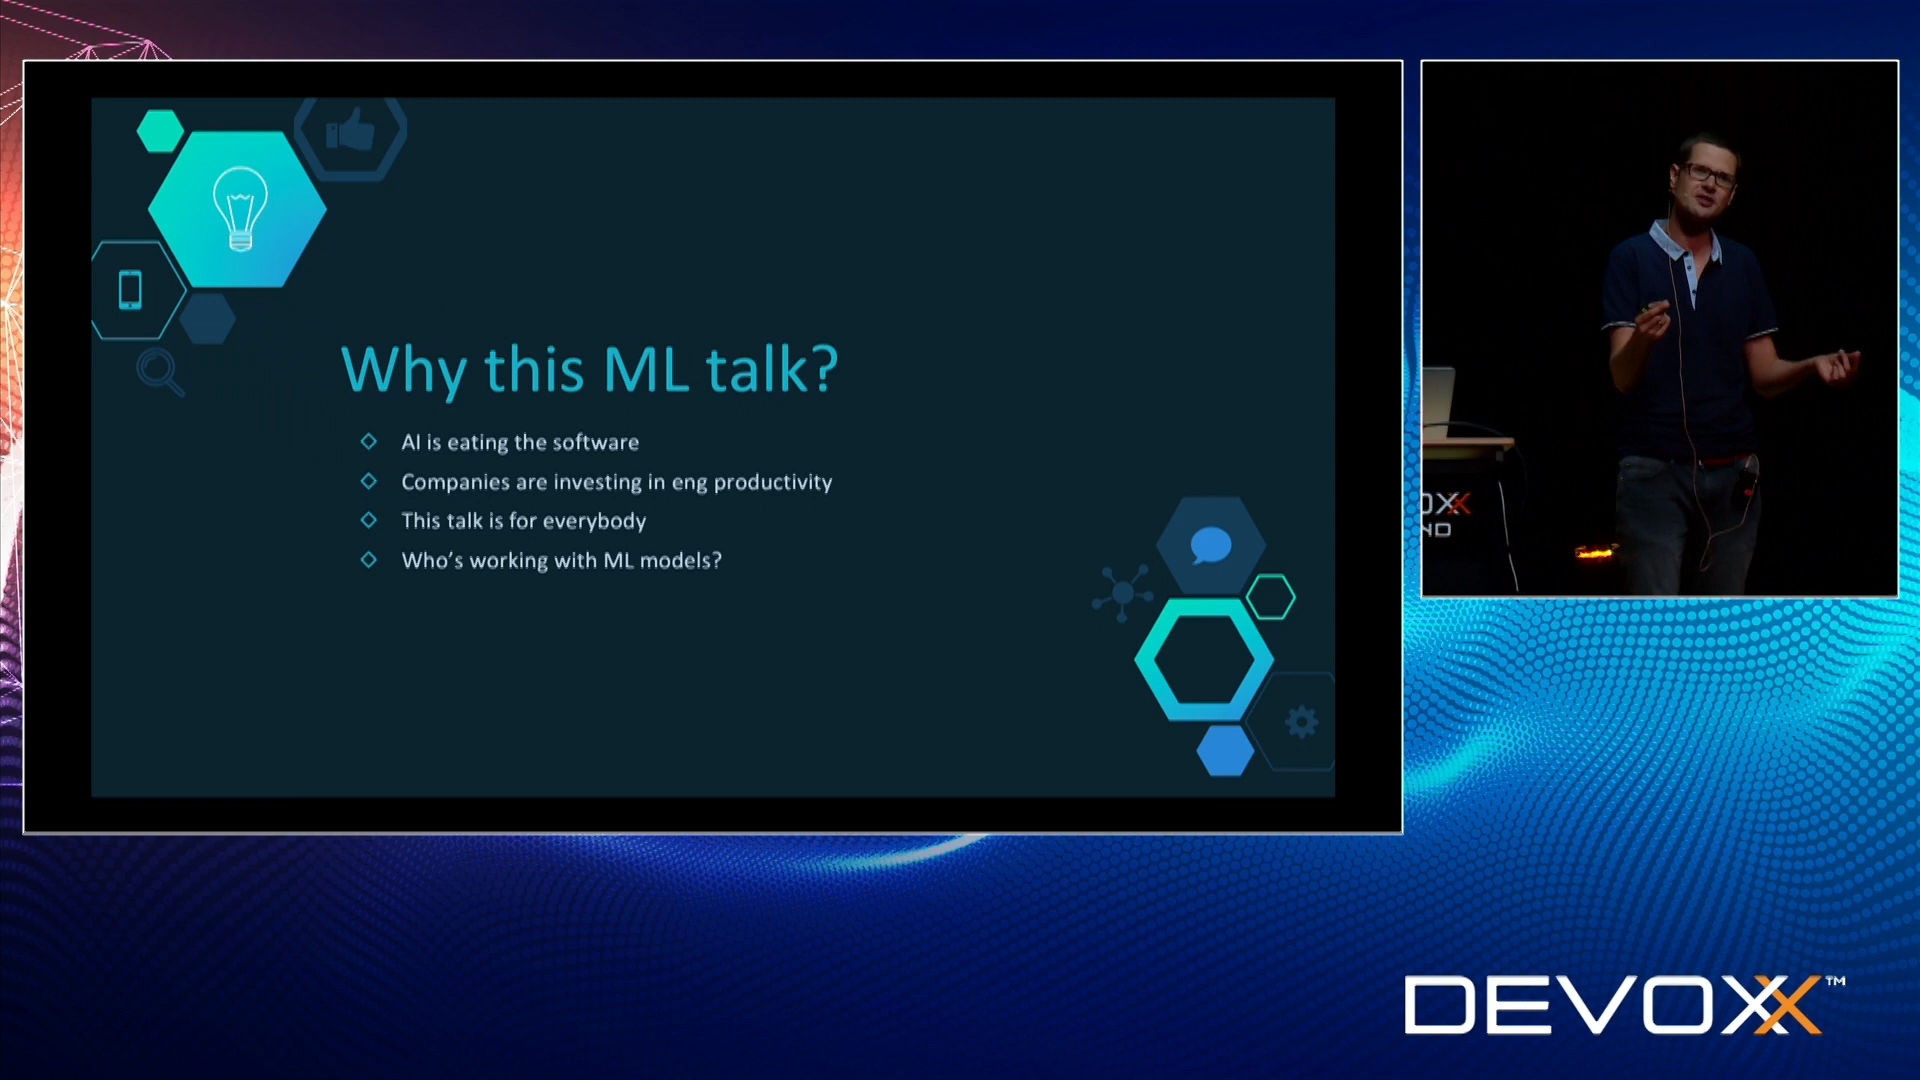 Why this ML talk?
AI is eating the software
Companies are investing in eng productivity
This talk is for everybody
Who's working with ML models?
DEVOXX™